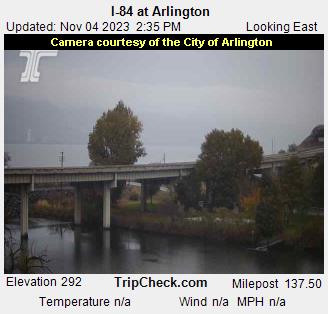 I-84 at Arlington
Updated: Nov 04 2023 2:35 PM Looking East
Camera courtesy of the City of Arlington
Elevation 292 TripCheck.com Milepost 137.50
Temperature n/a Wind n/a MPH n/a